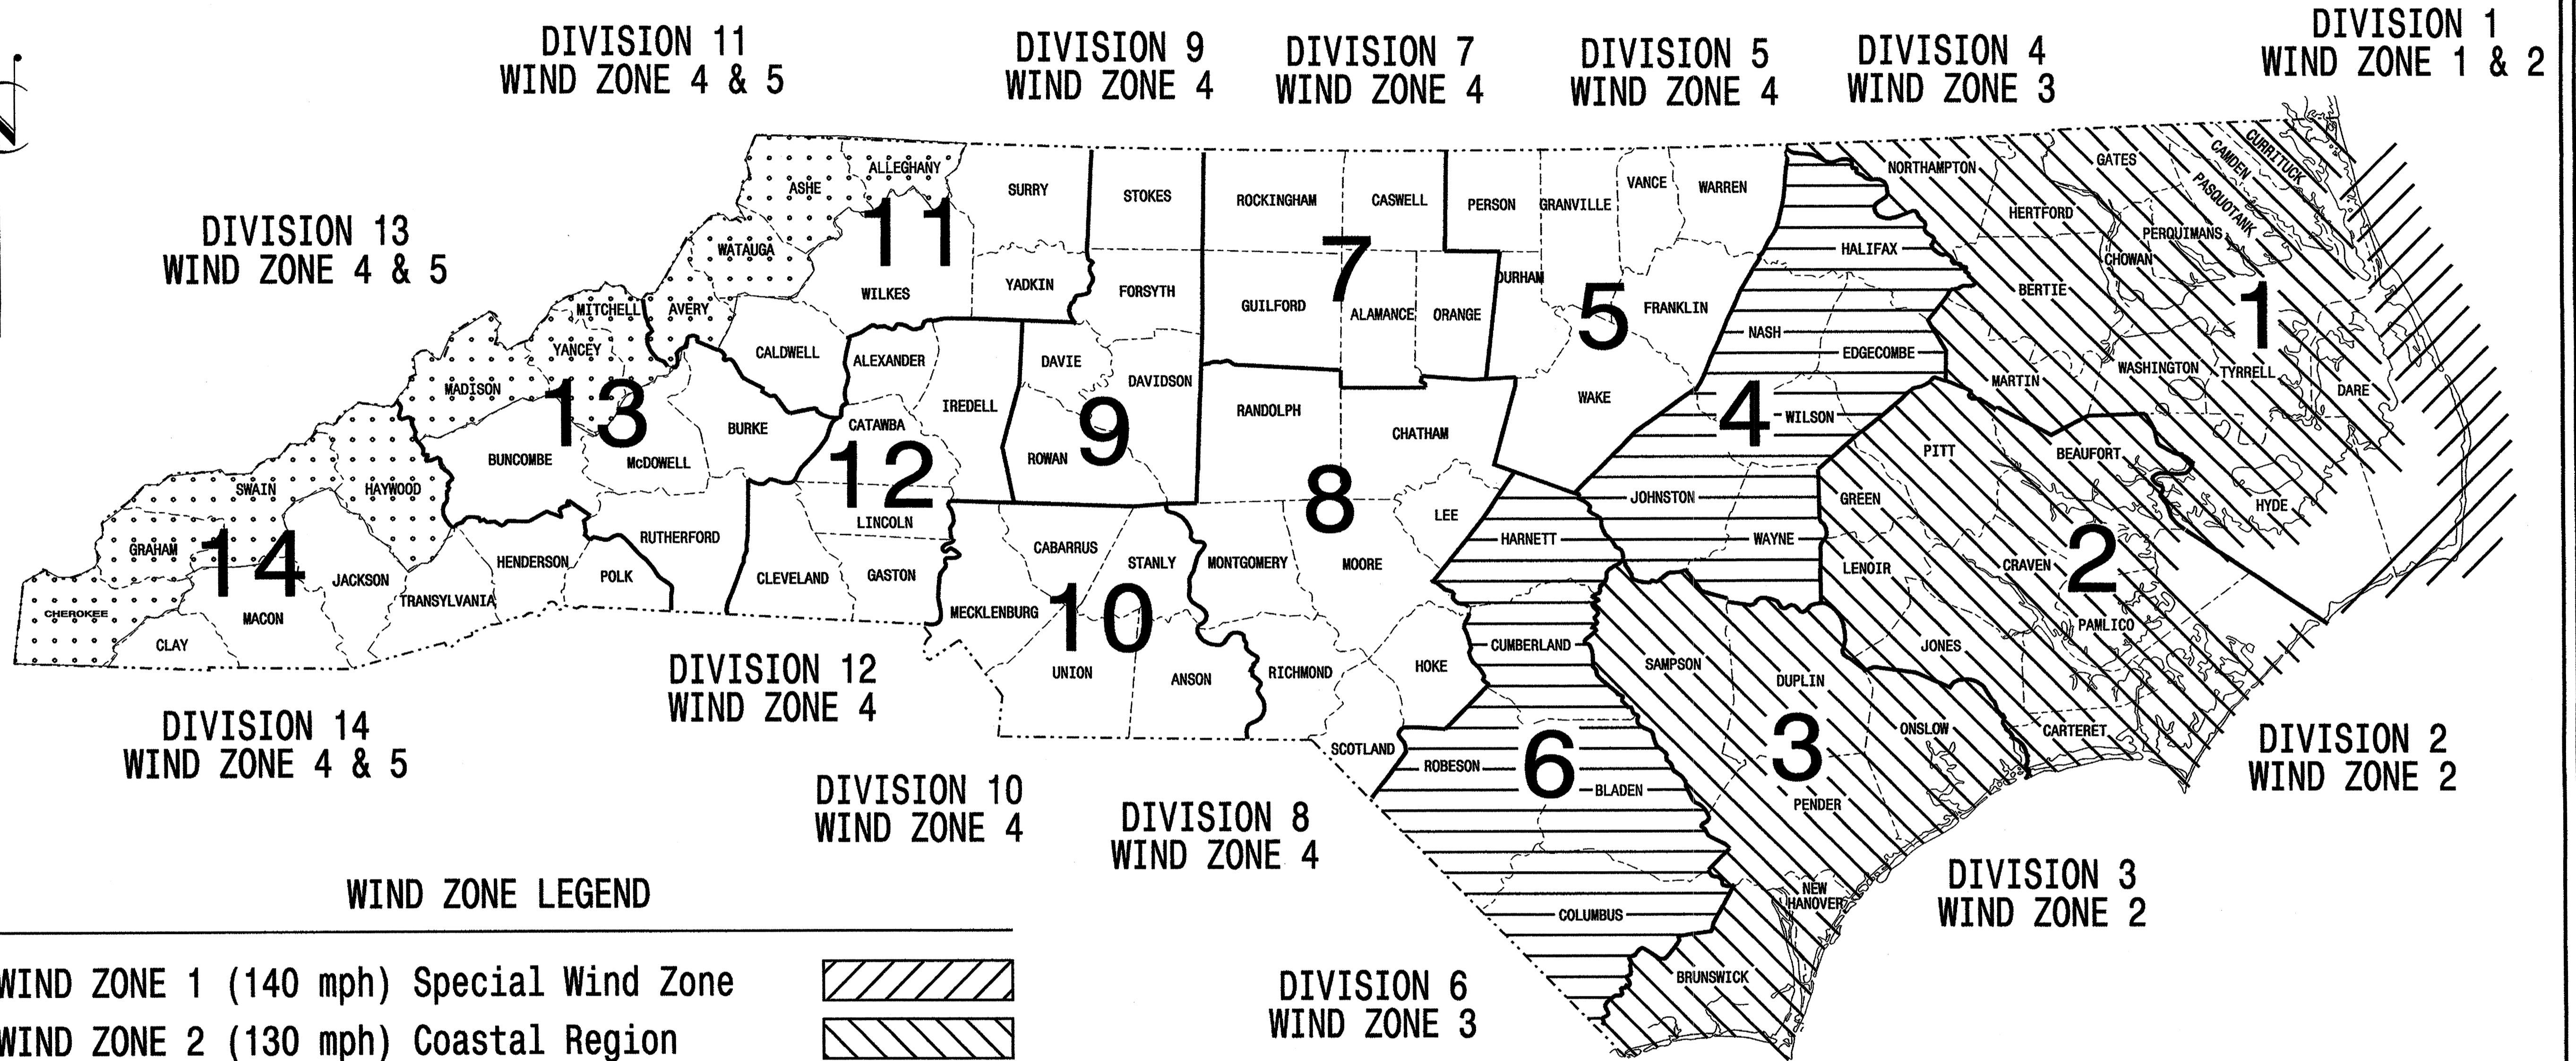 DIVISION 11
WIND ZONE 4 & 5
DIVISION 9
WIND ZONE 4
DIVISION 7
WIND ZONE 4
DIVISION 5
WIND ZONE 4
DIVISION 4
WIND ZONE 3
DIVISION 1
WIND ZONE 1 & 2
DIVISION 13
WIND ZONE 4 & 5
N
ASHE
ALLEGHANY
11
WATAUGA
WILKES
AVERY
CALDWELL
SURRY
YADKIN
STOKES
FORSYTH
DAVIE
DAVIDSON
9
ROWAN
ROCKINGHAM
CASWELL
7
GUILFORD
ALAMANCE
ORANGE
PERSON
GRANVILLE
VANCE
WARREN
DURHAM
5
FRANKLIN
WAKE
HALIFAX
NASH
EDGECOMBE
4
WILSON
JOHNSTON
WAYNE
NORTHAMPTON
GATES
CAMDEN
CURRITUCK
PASQUOTANK
HERTFORD
PERQUIMANS
CHOWAN
BERTIE
1
MARTIN
WASHINGTON
TYRRELL
DARE
HYDE
MITCHELL
YANCEY
MADISON
13
BUNCOMBE
McDOWELL
BURKE
RUTHERFORD
ALEXANDER
IREDELL
CATAWBA
12
LINCOLN
CLEVELAND
GASTON
RANDOLPH
CHATHAM
8
LEE
MONTGOMERY
MOORE
RICHMOND
HOKE
SCOTLAND
PITT
BEAUFORT
GREEN
LENOIR
CRAVEN
2
PAMLICO
JONES
CARTERET
SWAIN
HAYWOOD
GRAHAM
14
CHEROKEE
CLAY
MACON
JACKSON
TRANSYLVANIA
HENDERSON
POLK
CABARRUS
STANLY
MECKLENBURG
10
UNION
ANSON
HARNETT
CUMBERLAND
ROBESON
6
BLADEN
COLUMBUS
SAMPSON
DUPLIN
3
ONSLOW
PENDER
NEW
HANOVER
BRUNSWICK
DIVISION 14
WIND ZONE 4 & 5
DIVISION 12
WIND ZONE 4
DIVISION 10
WIND ZONE 4
DIVISION 8
WIND ZONE 4
DIVISION 2
WIND ZONE 2
DIVISION 3
WIND ZONE 2
DIVISION 6
WIND ZONE 3
WIND ZONE LEGEND
WIND ZONE 1 (140 mph) Special Wind Zone
WIND ZONE 2 (130 mph) Coastal Region